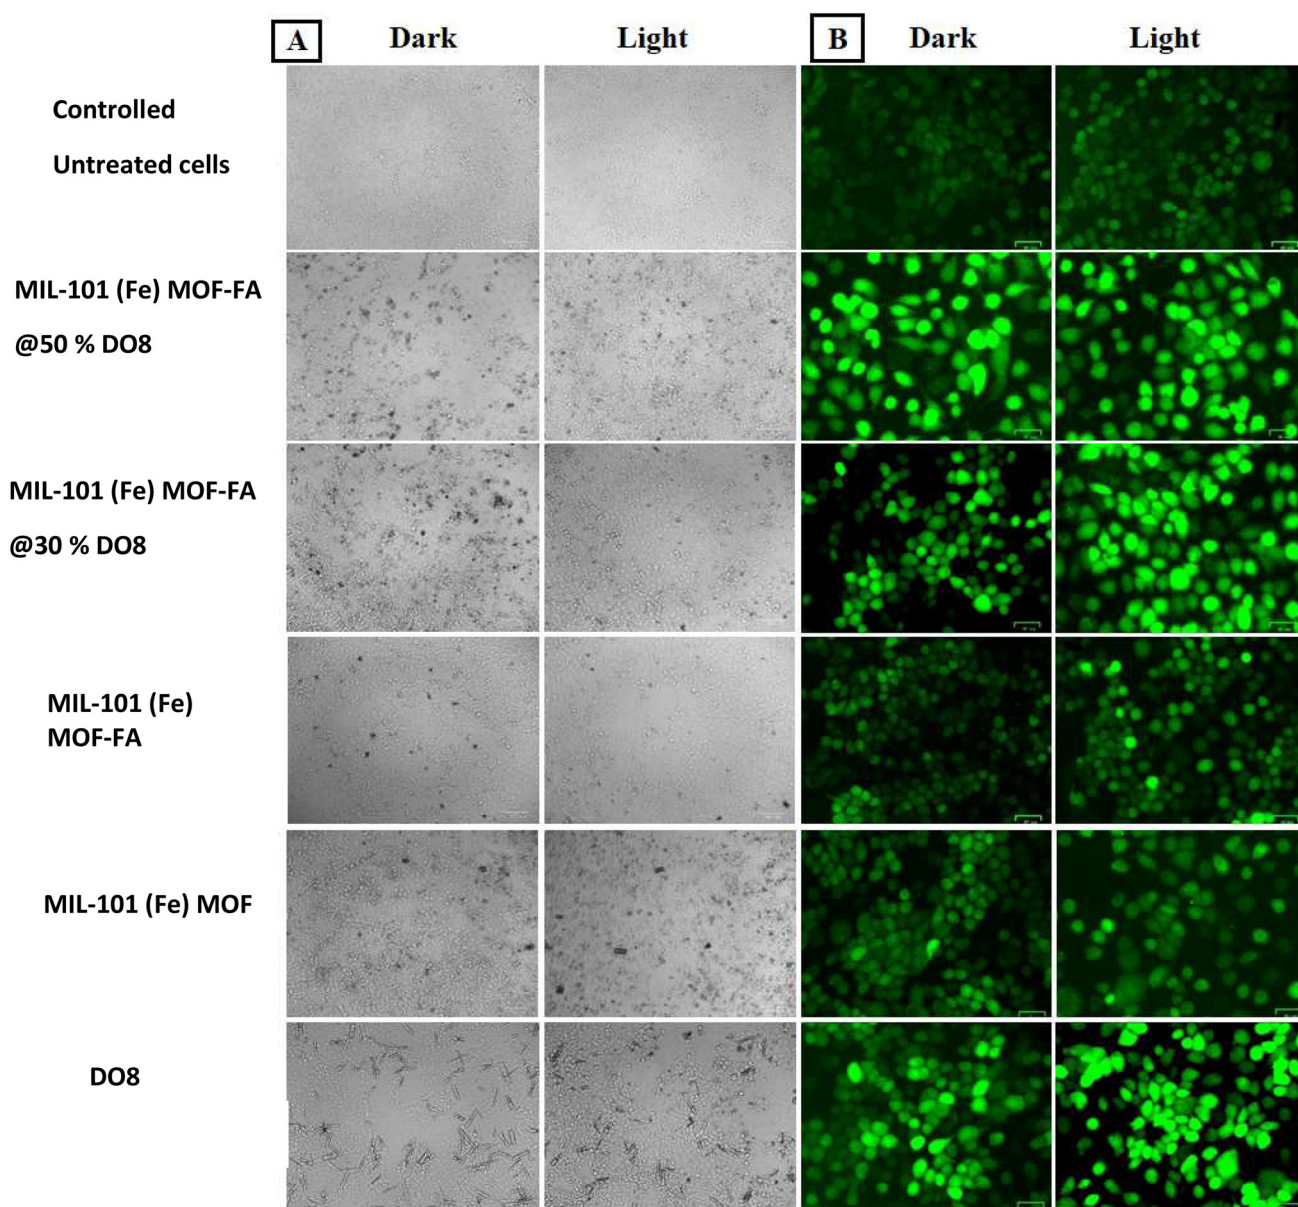 A Dark Light B Dark Light
Controlled
Untreated cells
MIL-101 (Fe) MOF-FA
@50 % DO8
MIL-101 (Fe) MOF-FA
@30 % DO8
MIL-101 (Fe)
MOF-FA
MIL-101 (Fe) MOF
DO8